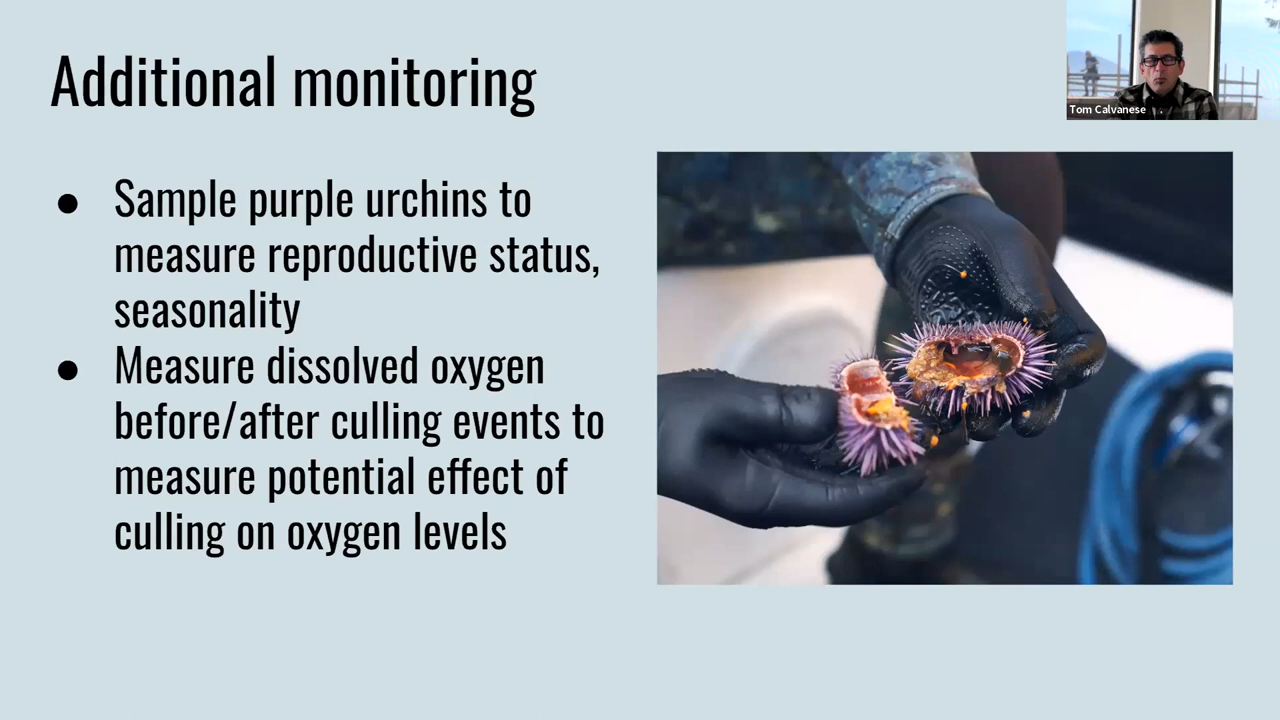 Additional monitoring
Tom Calvanese
● Sample purple urchins to
measure reproductive status,
seasonality
● Measure dissolved oxygen
before/after culling events to
measure potential effect of
culling on oxygen levels